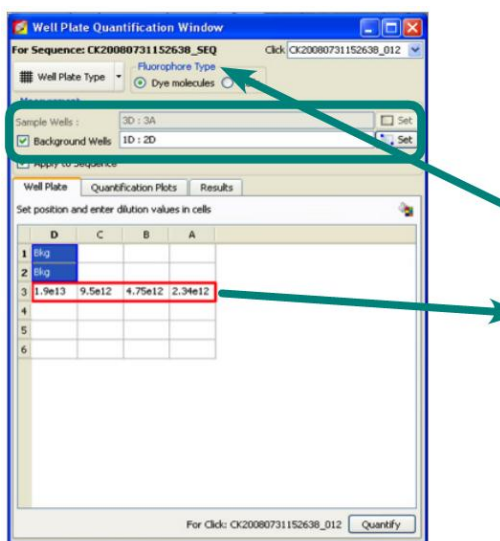 Well Plate Quantification Window
For Sequence: CK20080731152638_SEQ Click CK20080731152638_012
Well Plate Type
Fluorophore Type
Dye molecules
Measurement
Sample Wells : 3D : 3A Set
Background Wells 1D : 2D Set
Apply to Sequence
Well Plate Quantification Plots Results
Set position and enter dilution values in cells
D C B A
1 Bkg
2 Bkg
3 1.9e13 9.5e12 4.75e12 2.34e12
4
5
6
For Click: CK20080731152638_012 Quantify